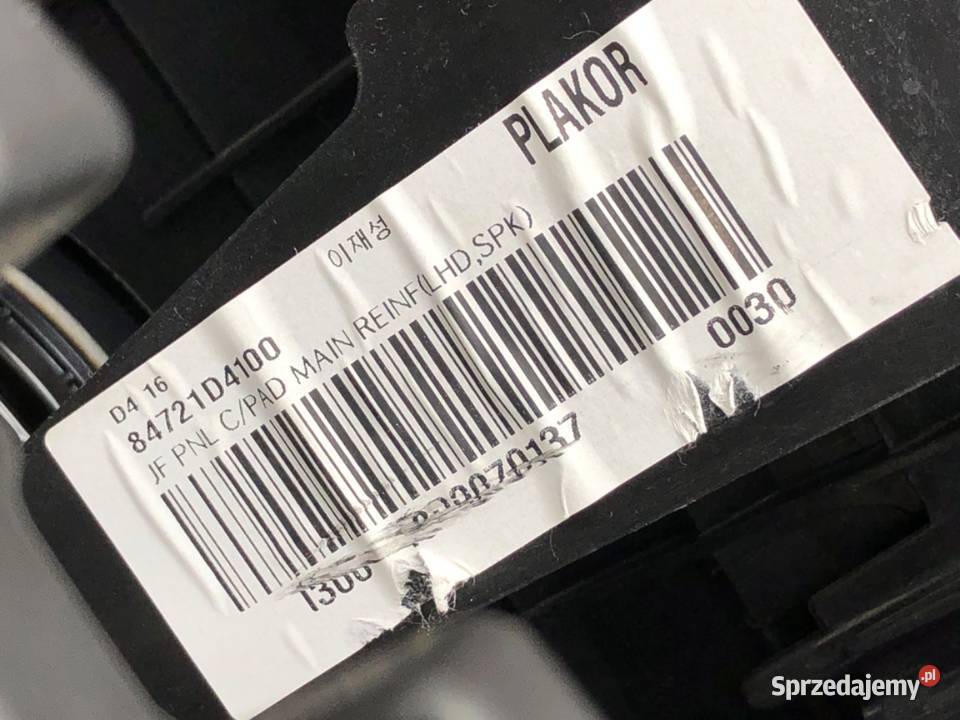 PLAKOR
이재성
D4 16
84721D4100
JF PNL C/PAD MAIN REINF(LHD,SPK)
0030
Sprzedajemy.pl